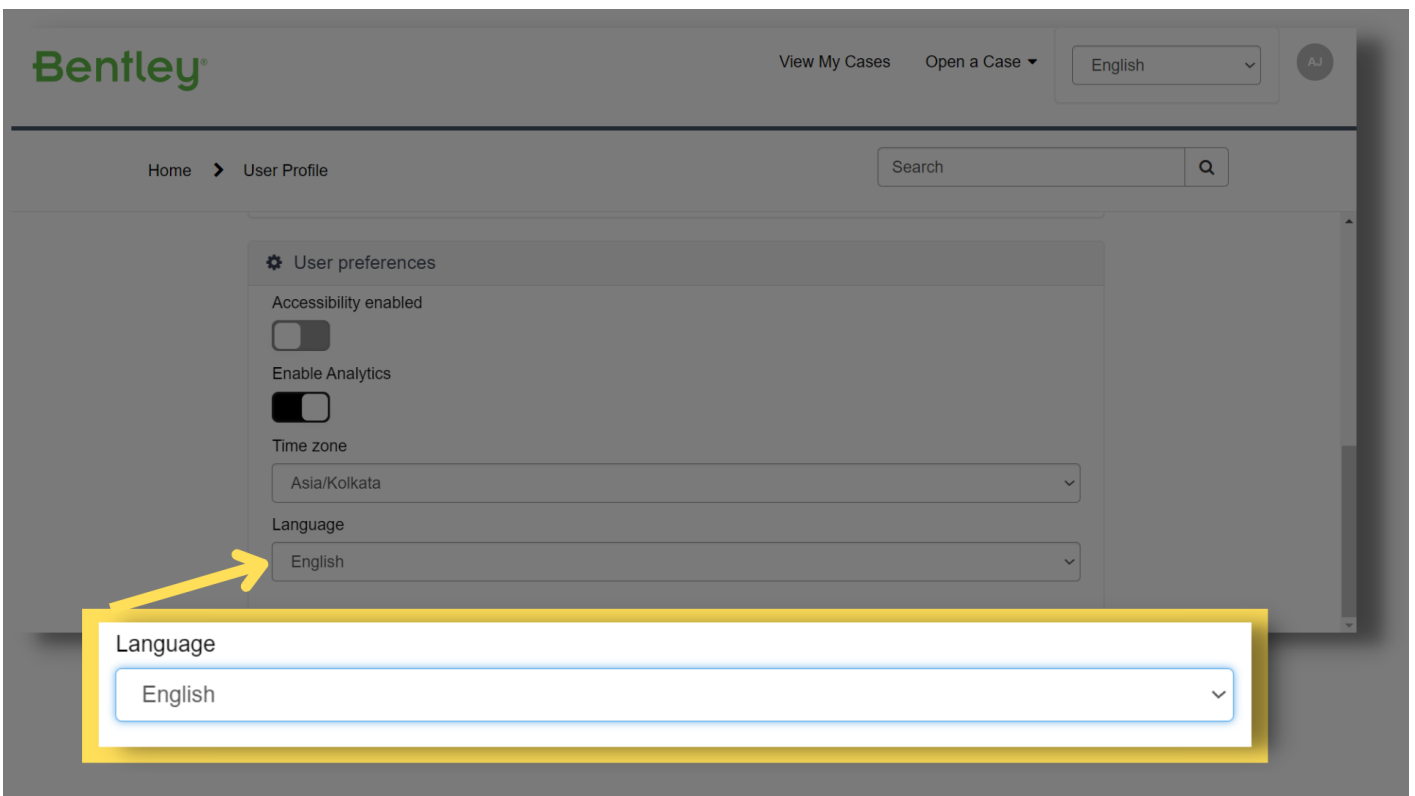 Bentley®
View My Cases Open a Case English AJ
Home User Profile Search
User preferences
Accessibility enabled
Enable Analytics
Time zone
Asia/Kolkata
Language
English
Language
English